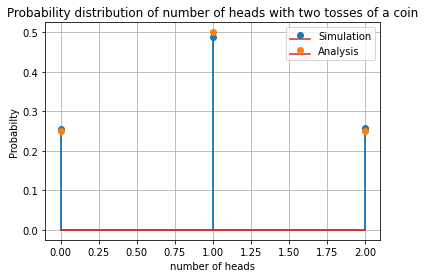 Probability distribution of number of heads with two tosses of a coin
Simulation
Analysis
0.5
0.4
0.3
0.2
0.1
0.0
Probabilty
0.00 0.25 0.50 0.75 1.00 1.25 1.50 1.75 2.00
number of heads